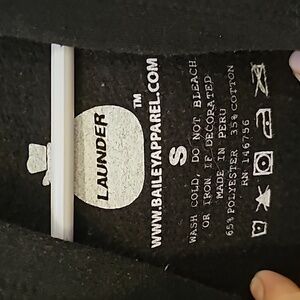 LAUNDER
TM
WWW.BAILEYAPPAREL.COM
S
WASH COLD, DO NOT BLEACH
OR IRON IF DECORATED
MADE IN PERU
65% POLYESTER 35% COTTON
RN 146756